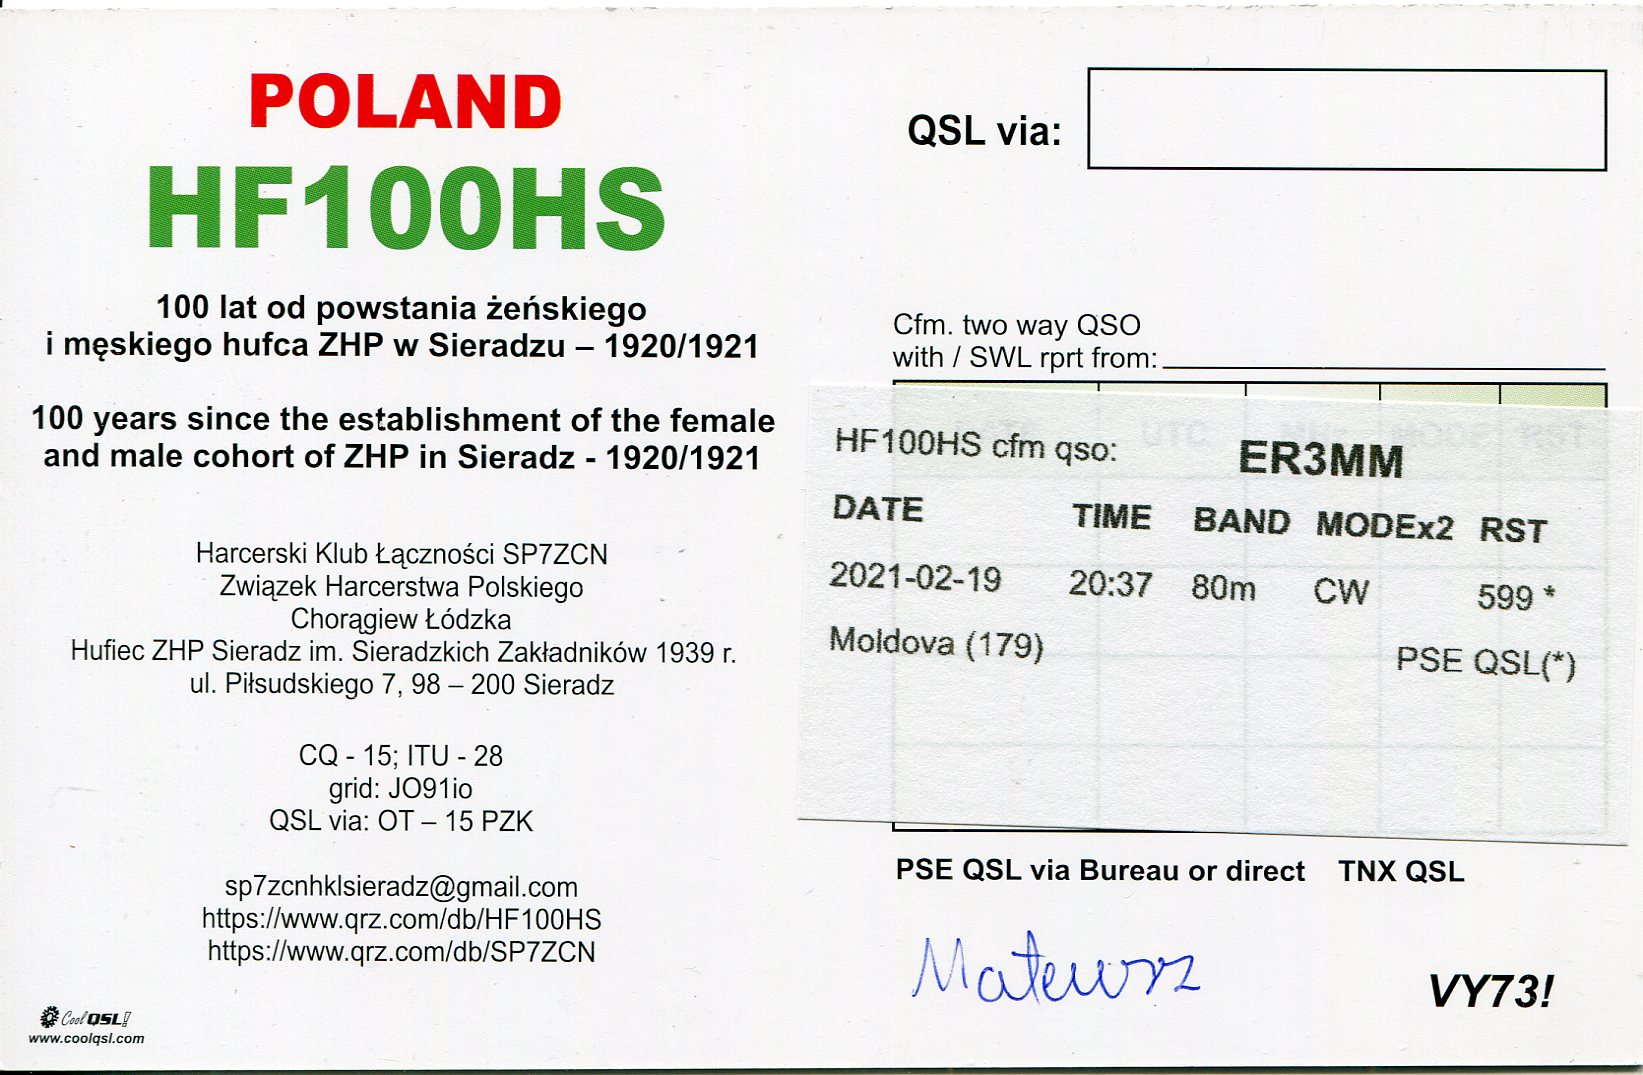 POLAND
HF100HS
100 lat od powstania żeńskiego
i męskiego hufca ZHP w Sieradzu – 1920/1921
100 years since the establishment of the female
and male cohort of ZHP in Sieradz - 1920/1921
Harcerski Klub Łączności SP7ZCN
Związek Harcerstwa Polskiego
Chorągiew Łódzka
Hufiec ZHP Sieradz im. Sieradzkich Zakładników 1939 r.
ul. Piłsudskiego 7, 98 – 200 Sieradz
CQ - 15; ITU - 28
grid: JO91io
QSL via: OT – 15 PZK
sp7zcnhklsieradz@gmail.com
https://www.qrz.com/db/HF100HS
https://www.qrz.com/db/SP7ZCN
Cool QSL!
www.coolqsl.com
QSL via:
Cfm. two way QSO
with / SWL rprt from:
HF100HS cfm qso: ER3MM
DATE TIME BAND MODEx2 RST
2021-02-19 20:37 80m CW 599 *
Moldova (179) PSE QSL(*)
PSE QSL via Bureau or direct TNX QSL
Mateusz
VY73!